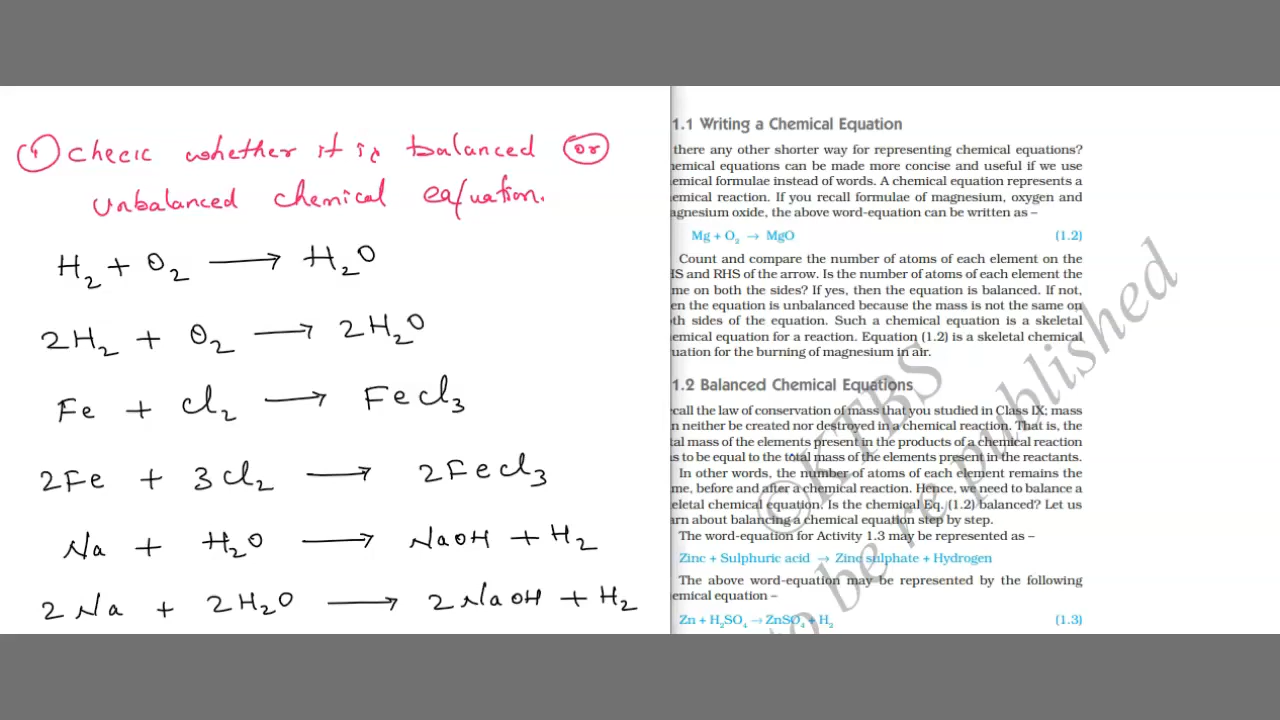 ① Check whether it is balanced or
unbalanced chemical equation.
H₂ + O₂ ⟶ H₂O
2H₂ + O₂ ⟶ 2H₂O
Fe + Cl₂ ⟶ FeCl₃
2Fe + 3Cl₂ ⟶ 2FeCl₃
Na + H₂O ⟶ NaOH + H₂
2Na + 2H₂O ⟶ 2NaOH + H₂
1.1 Writing a Chemical Equation
there any other shorter way for representing chemical equations?
emical equations can be made more concise and useful if we use
emical formulae instead of words. A chemical equation represents a
emical reaction. If you recall formulae of magnesium, oxygen and
agnesium oxide, the above word-equation can be written as –
Mg + O₂ → MgO (1.2)
Count and compare the number of atoms of each element on the
S and RHS of the arrow. Is the number of atoms of each element the
me on both the sides? If yes, then the equation is balanced. If not,
en the equation is unbalanced because the mass is not the same on
th sides of the equation. Such a chemical equation is a skeletal
emical equation for a reaction. Equation (1.2) is a skeletal chemical
uation for the burning of magnesium in air.
1.2 Balanced Chemical Equations
call the law of conservation of mass that you studied in Class IX; mass
n neither be created nor destroyed in a chemical reaction. That is, the
tal mass of the elements present in the products of a chemical reaction
s to be equal to the total mass of the elements present in the reactants.
In other words, the number of atoms of each element remains the
me, before and after a chemical reaction. Hence, we need to balance a
eletal chemical equation. Is the chemical Eq. (1.2) balanced? Let us
arn about balancing a chemical equation step by step.
The word-equation for Activity 1.3 may be represented as –
Zinc + Sulphuric acid → Zinc sulphate + Hydrogen
The above word-equation may be represented by the following
emical equation –
Zn + H₂SO₄ → ZnSO₄ + H₂ (1.3)
©KTBS
to be republished